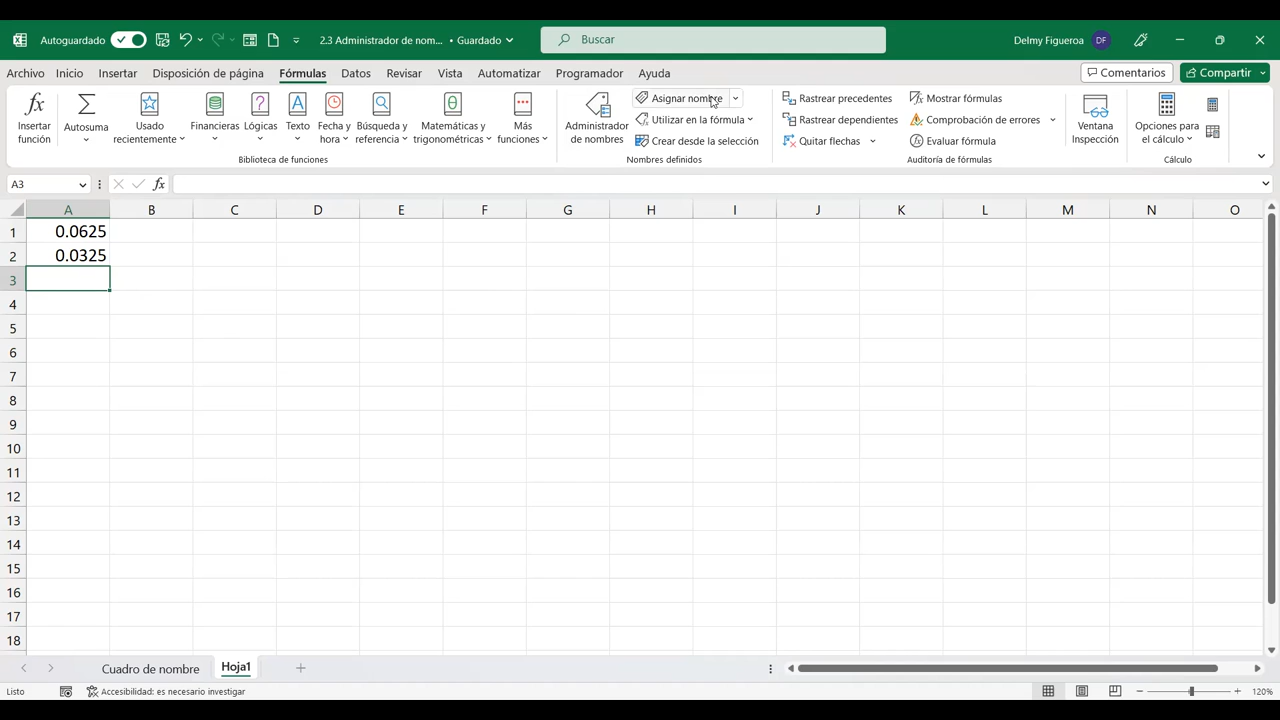 Autoguardado
2.3 Administrador de nom... • Guardado
Buscar
Delmy Figueroa
DF
Archivo
Inicio
Insertar
Disposición de página
Fórmulas
Datos
Revisar
Vista
Automatizar
Programador
Ayuda
Comentarios
Compartir
Insertar función
Autosuma
Usado recientemente
Financieras
Lógicas
Texto
Fecha y hora
Búsqueda y referencia
Matemáticas y trigonométricas
Más funciones
Biblioteca de funciones
Administrador de nombres
Asignar nombre
Utilizar en la fórmula
Crear desde la selección
Nombres definidos
Rastrear precedentes
Rastrear dependientes
Quitar flechas
Mostrar fórmulas
Comprobación de errores
Evaluar fórmula
Auditoría de fórmulas
Ventana Inspección
Opciones para el cálculo
Cálculo
A3
fx
A B C D E F G H I J K L M N O
1 0.0625
2 0.0325
3
4
5
6
7
8
9
10
11
12
13
14
15
16
17
18
Cuadro de nombre
Hoja1
Listo
Accesibilidad: es necesario investigar
120%